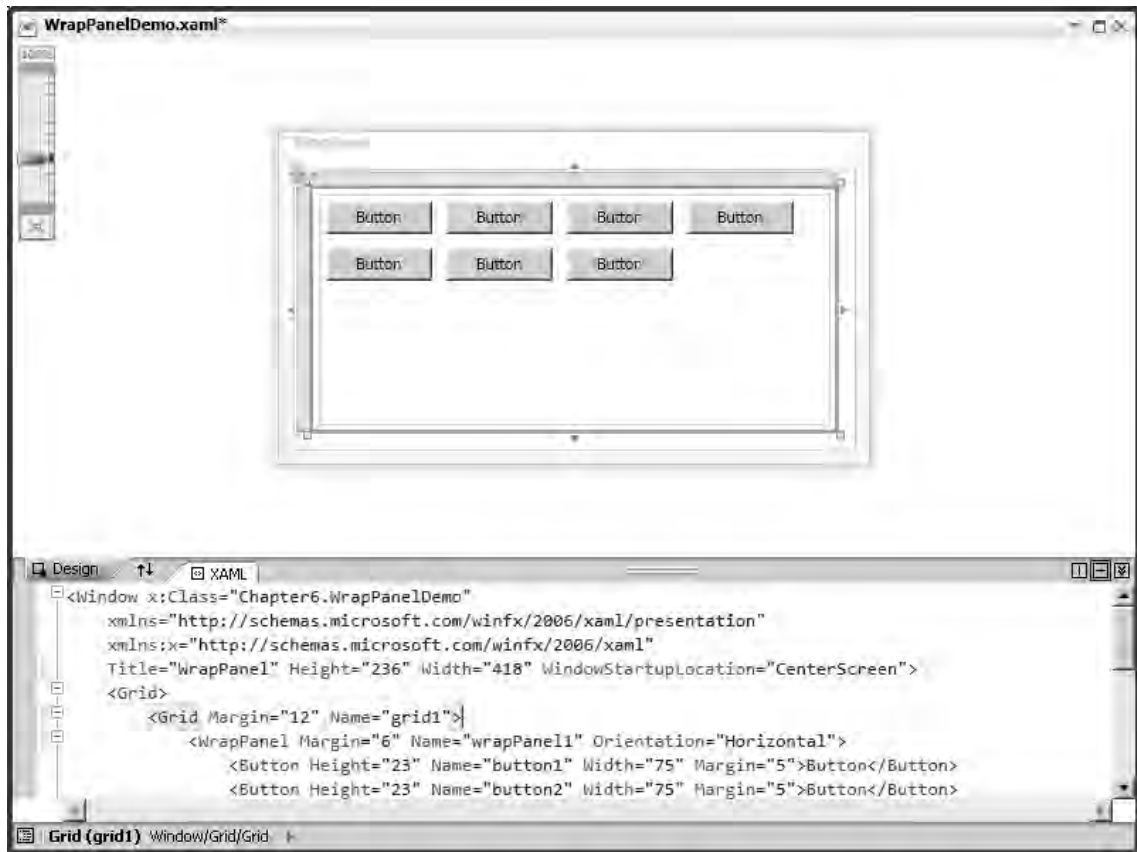 WrapPanelDemo.xaml*
Button Button Button Button
Button Button Button
Design XAML
<Window x:Class="Chapter6.WrapPanelDemo"
xmlns="http://schemas.microsoft.com/winfx/2006/xaml/presentation"
xmlns:x="http://schemas.microsoft.com/winfx/2006/xaml"
Title="WrapPanel" Height="236" Width="418" WindowStartupLocation="CenterScreen">
<Grid>
<Grid Margin="12" Name="grid1">
<WrapPanel Margin="6" Name="wrapPanel1" Orientation="Horizontal">
<Button Height="23" Name="button1" Width="75" Margin="5">Button</Button>
<Button Height="23" Name="button2" Width="75" Margin="5">Button</Button>
Grid (grid1) Window/Grid/Grid